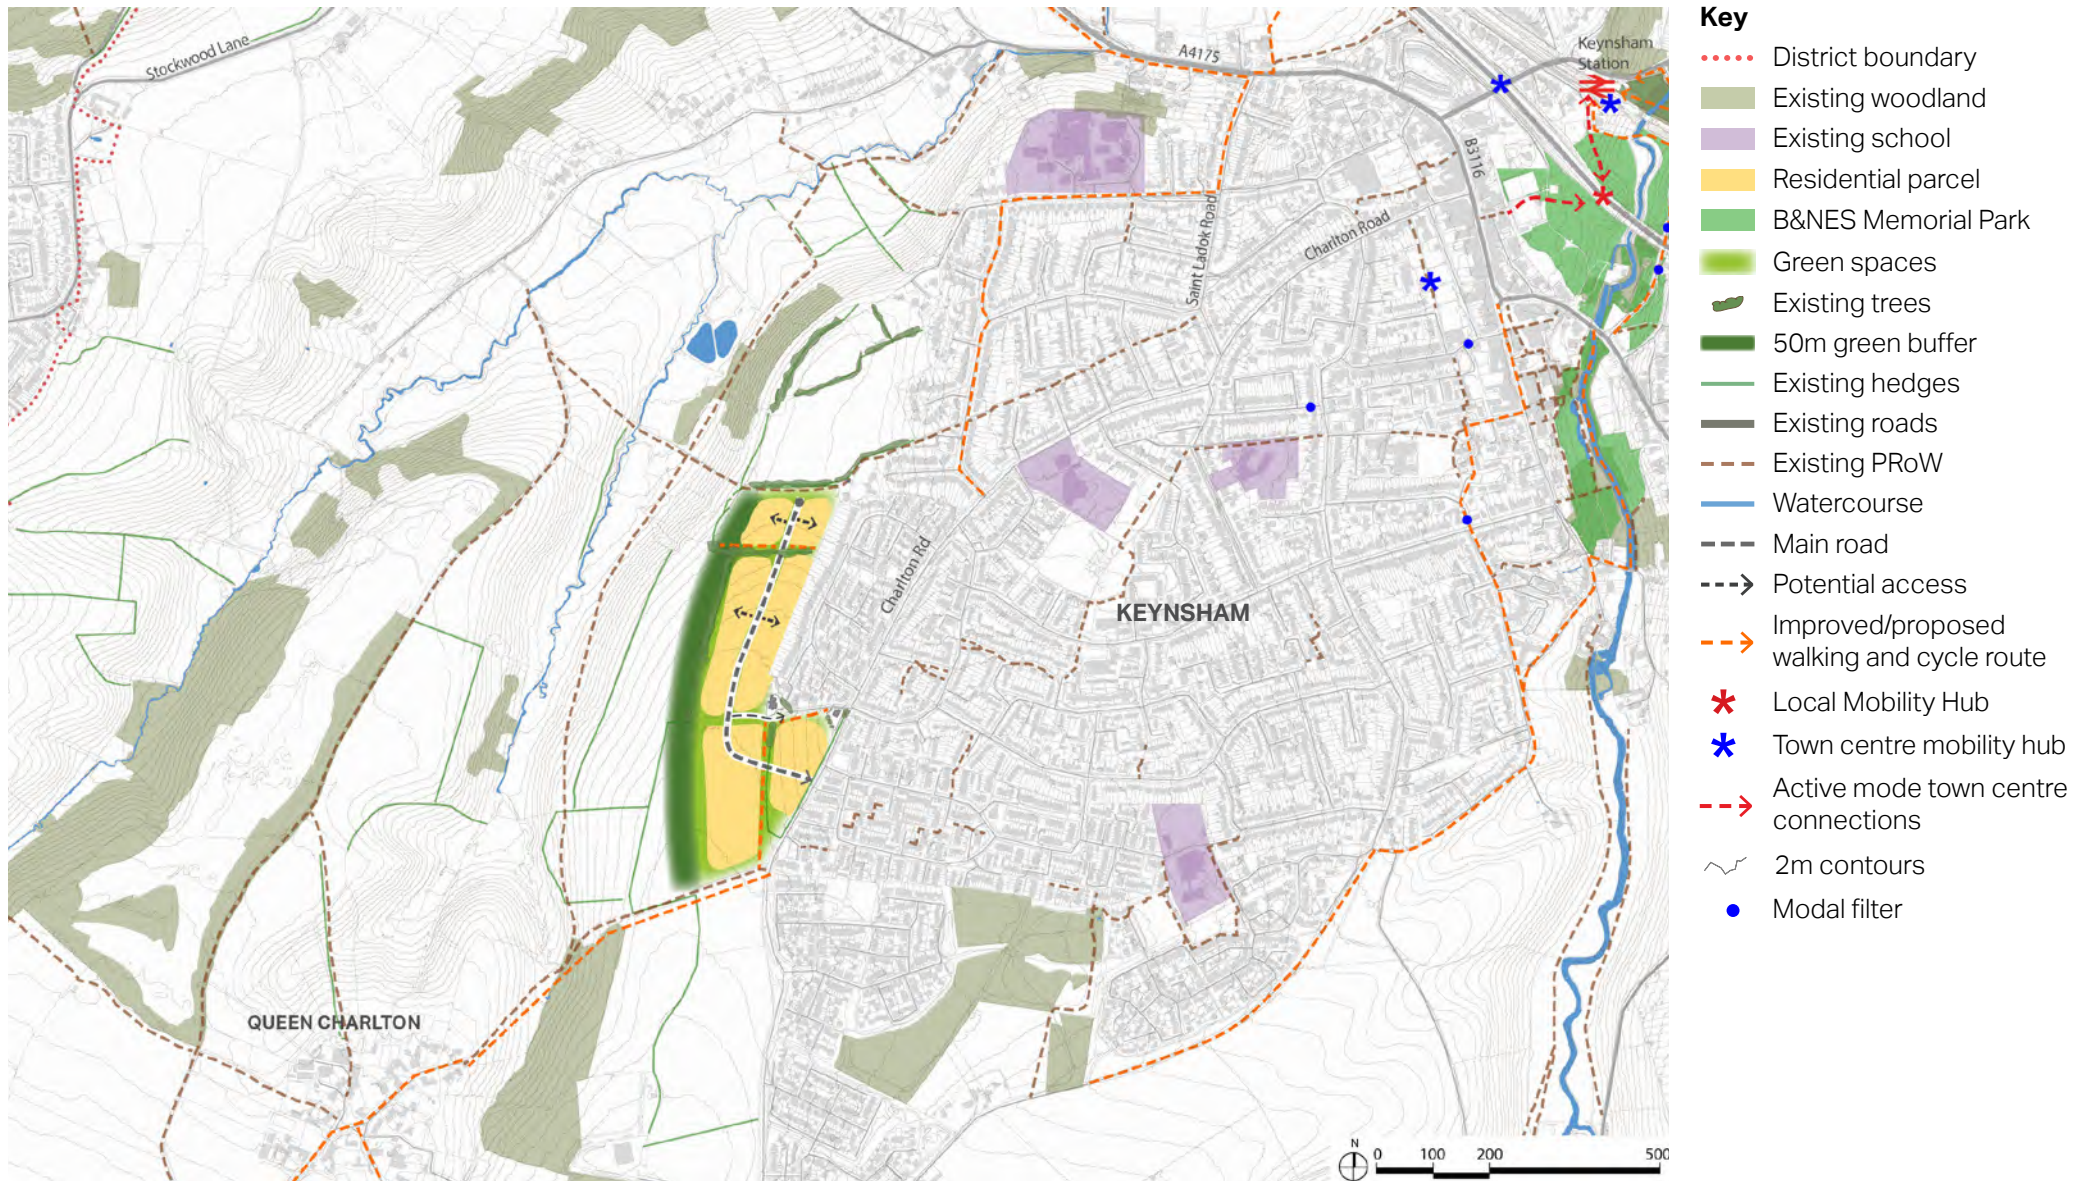 Stockwood Lane
A4175
Keynsham
Station
B3116
Saint Ladok Road
Charlton Road
Charlton Rd
KEYNSHAM
QUEEN CHARLTON
N
0 100 200 500
Key
District boundary
Existing woodland
Existing school
Residential parcel
B&NES Memorial Park
Green spaces
Existing trees
50m green buffer
Existing hedges
Existing roads
Existing PRoW
Watercourse
Main road
Potential access
Improved/proposed
walking and cycle route
Local Mobility Hub
Town centre mobility hub
Active mode town centre
connections
2m contours
Modal filter